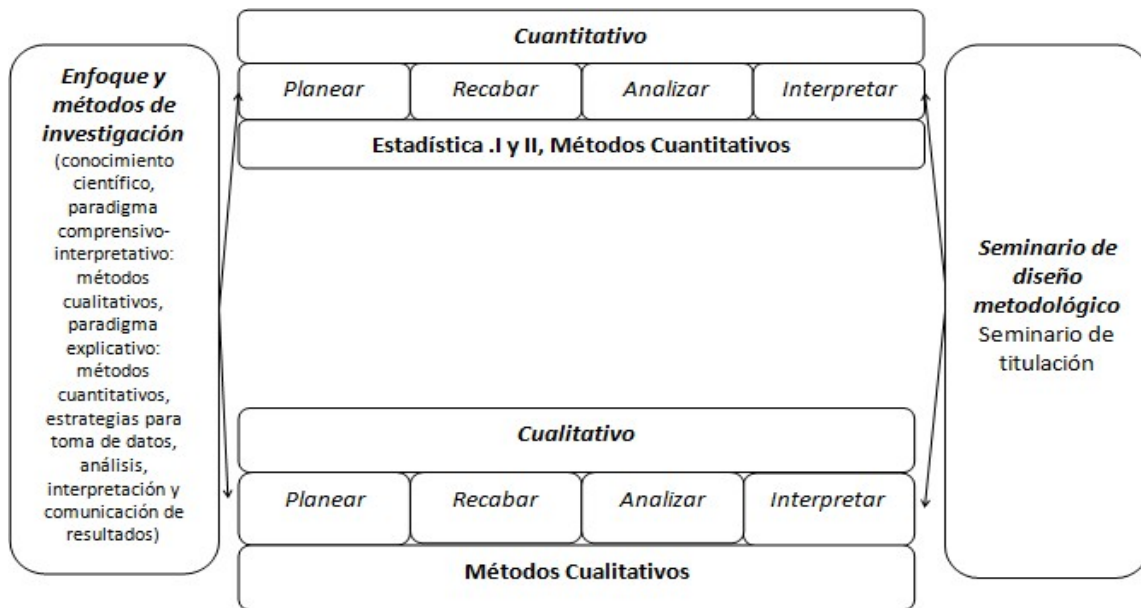 Enfoque y
métodos de
investigación
(conocimiento
científico,
paradigma
comprensivo-
interpretativo:
métodos
cualitativos,
paradigma
explicativo:
métodos
cuantitativos,
estrategias para
toma de datos,
análisis,
interpretación y
comunicación de
resultados)
Cuantitativo
Planear Recabar Analizar Interpretar
Estadística .I y II, Métodos Cuantitativos
Cualitativo
Planear Recabar Analizar Interpretar
Métodos Cualitativos
Seminario de
diseño
metodológico
Seminario de
titulación